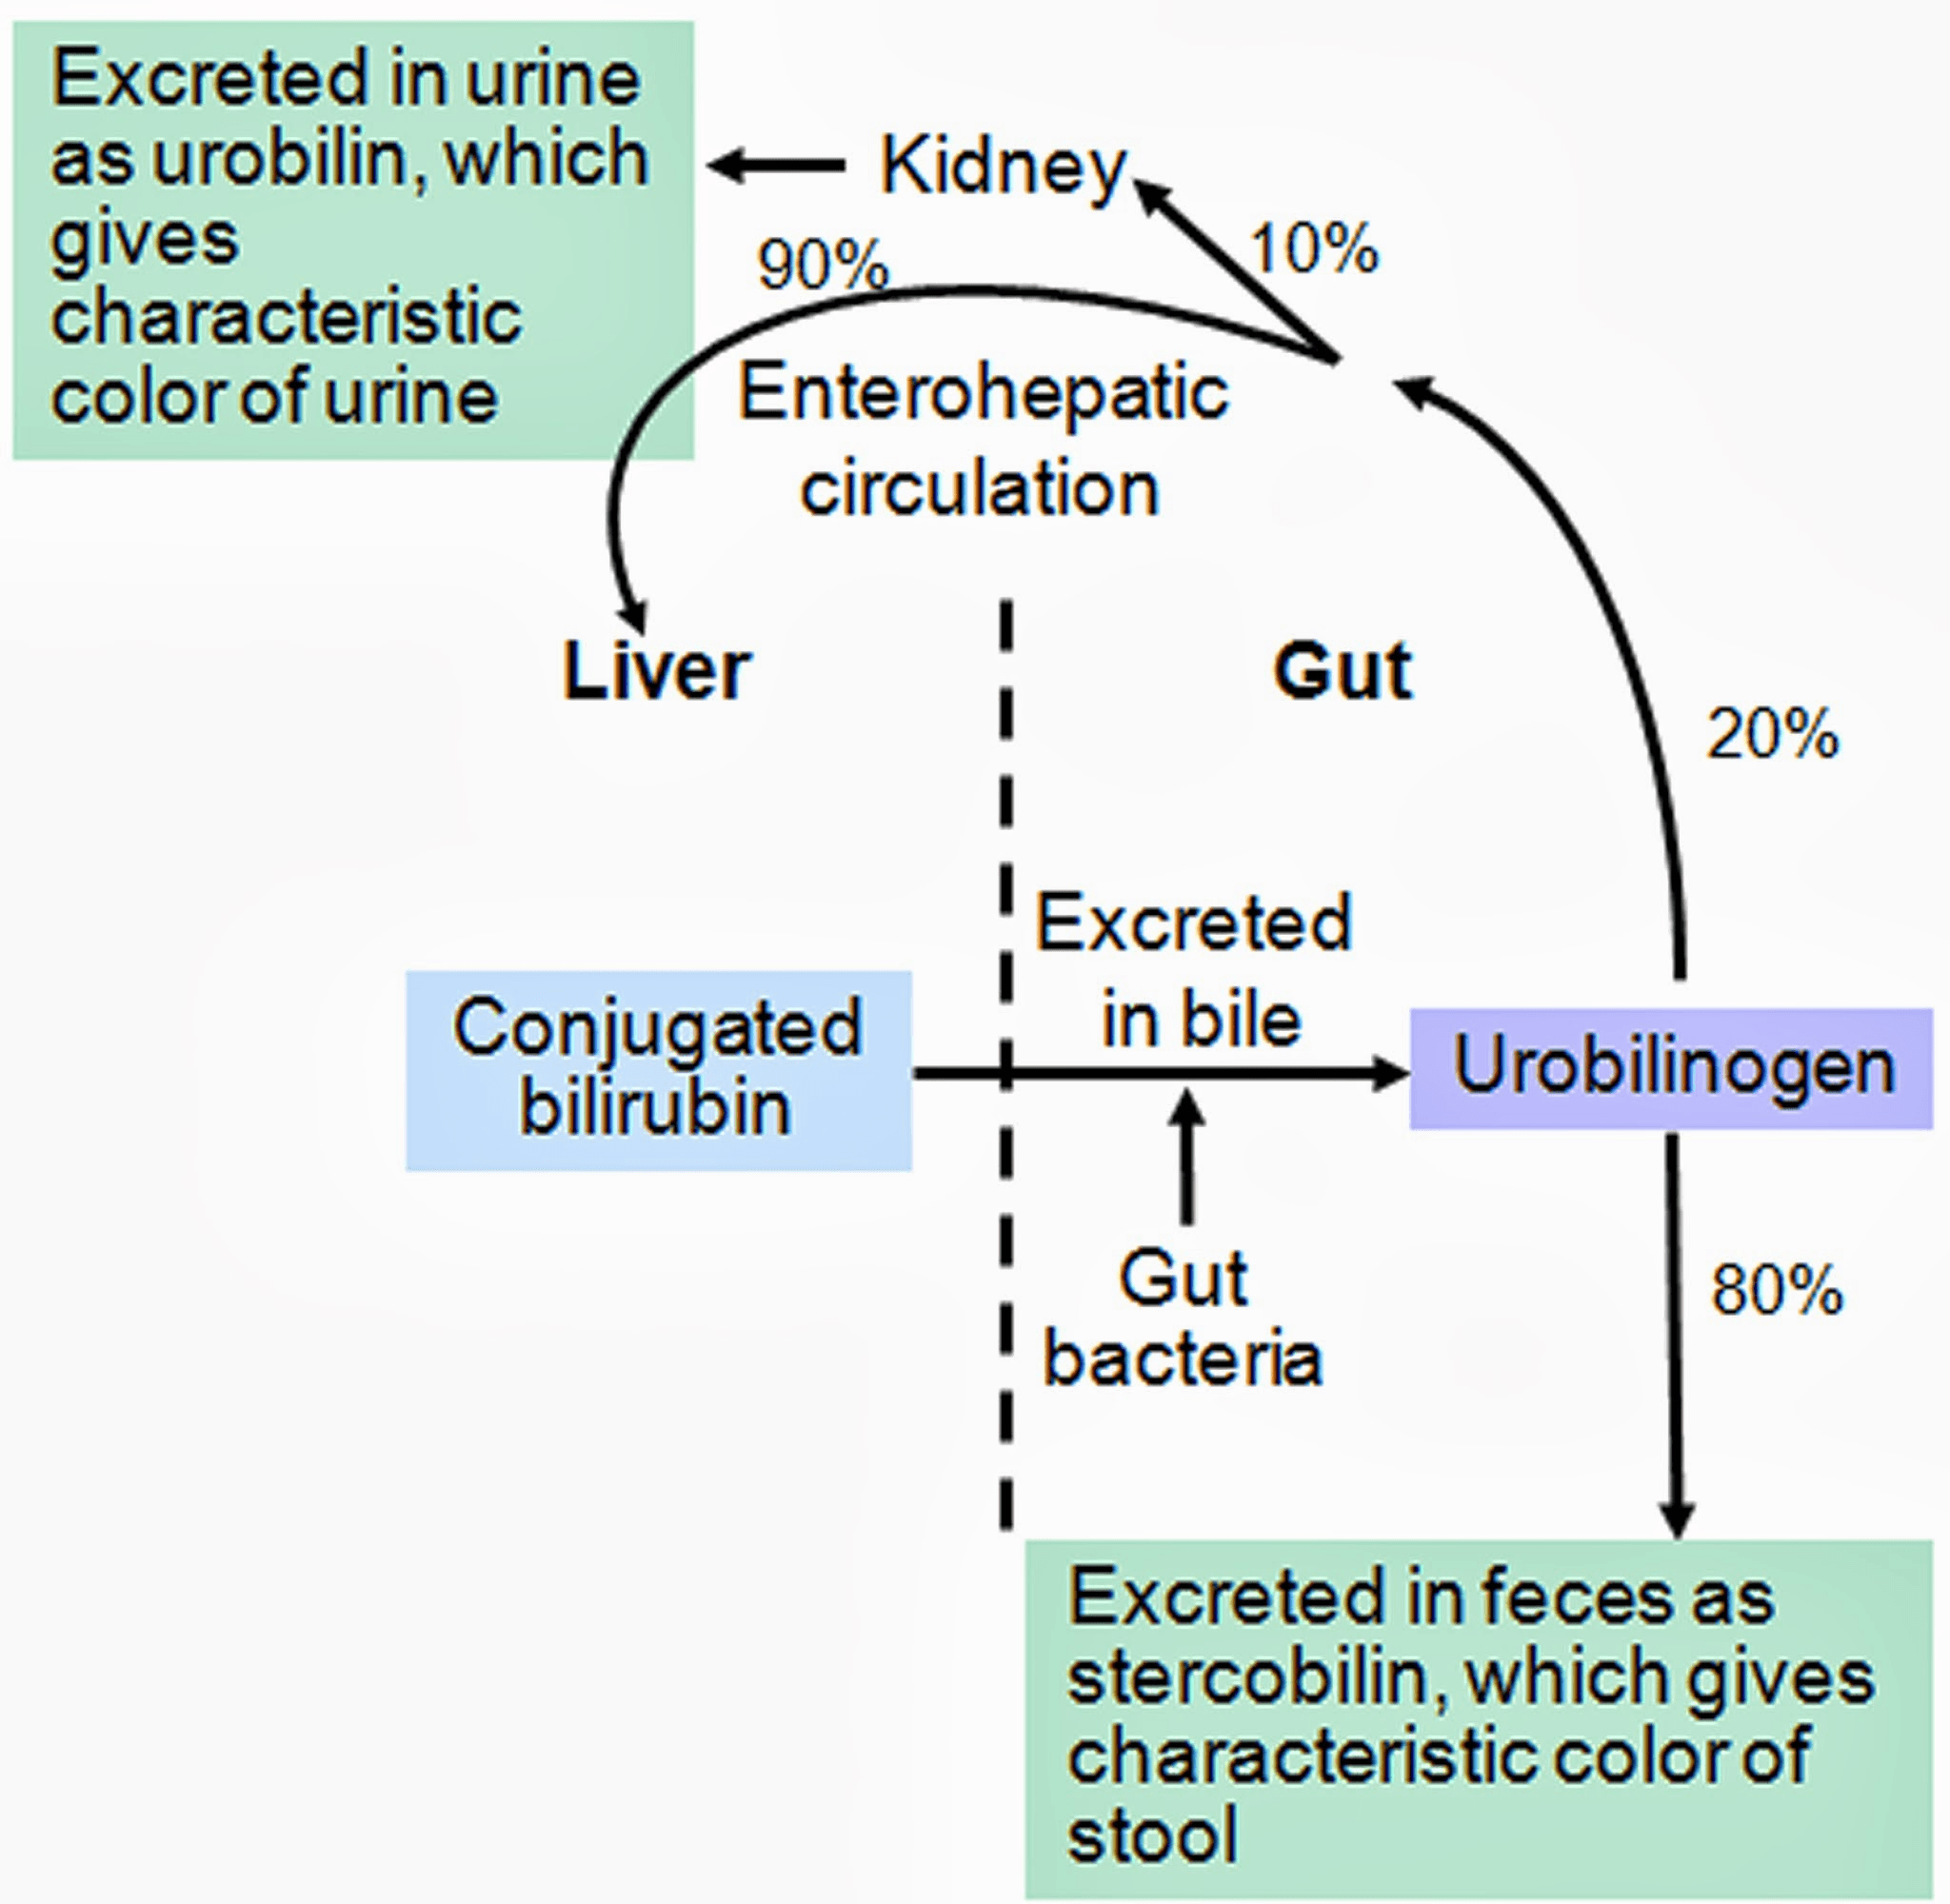 Excreted in urine
as urobilin, which
gives
characteristic
color of urine
Kidney
10%
90%
Enterohepatic
circulation
Liver
Gut
20%
Excreted
in bile
Conjugated
bilirubin
Urobilinogen
Gut
bacteria
80%
Excreted in feces as
stercobilin, which gives
characteristic color of
stool